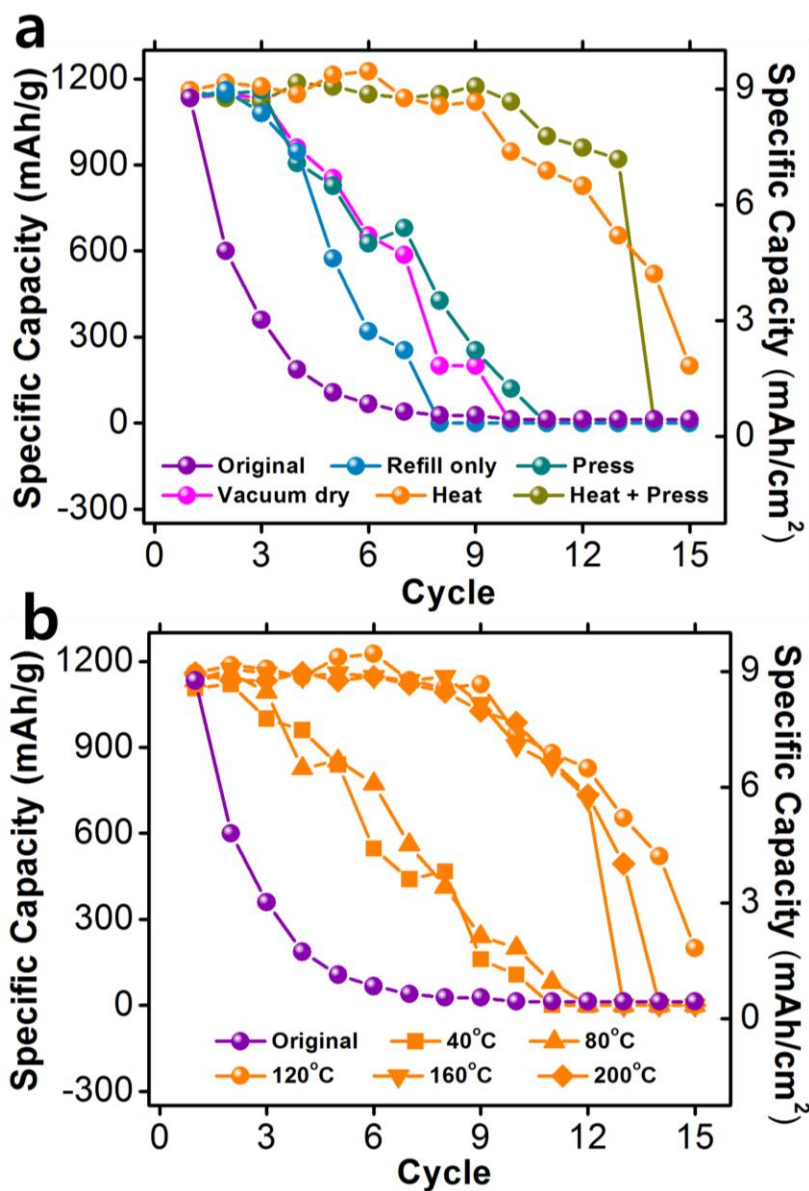 a
Specific Capacity (mAh/g)
1200
900
600
300
0
-300
9
6
3
0
Specific Capacity (mAh/cm²)
Original Refill only Press
Vacuum dry Heat Heat + Press
0 3 6 9 12 15
Cycle
b
Specific Capacity (mAh/g)
1200
900
600
300
0
-300
9
6
3
0
Specific Capacity (mAh/cm²)
Original 40°C 80°C
120°C 160°C 200°C
0 3 6 9 12 15
Cycle